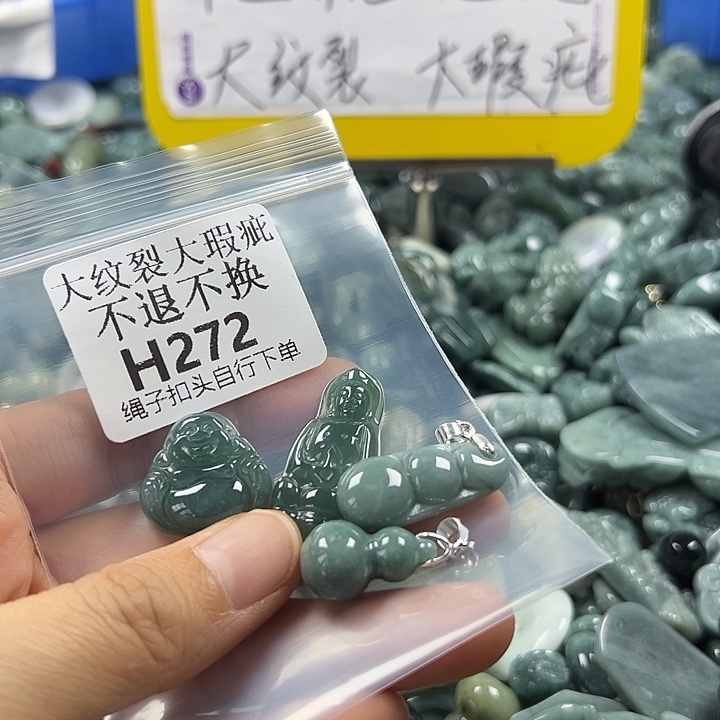 大纹裂 大瑕疵
大纹裂大瑕疵
不退不换
H272
绳子扣头自行下单